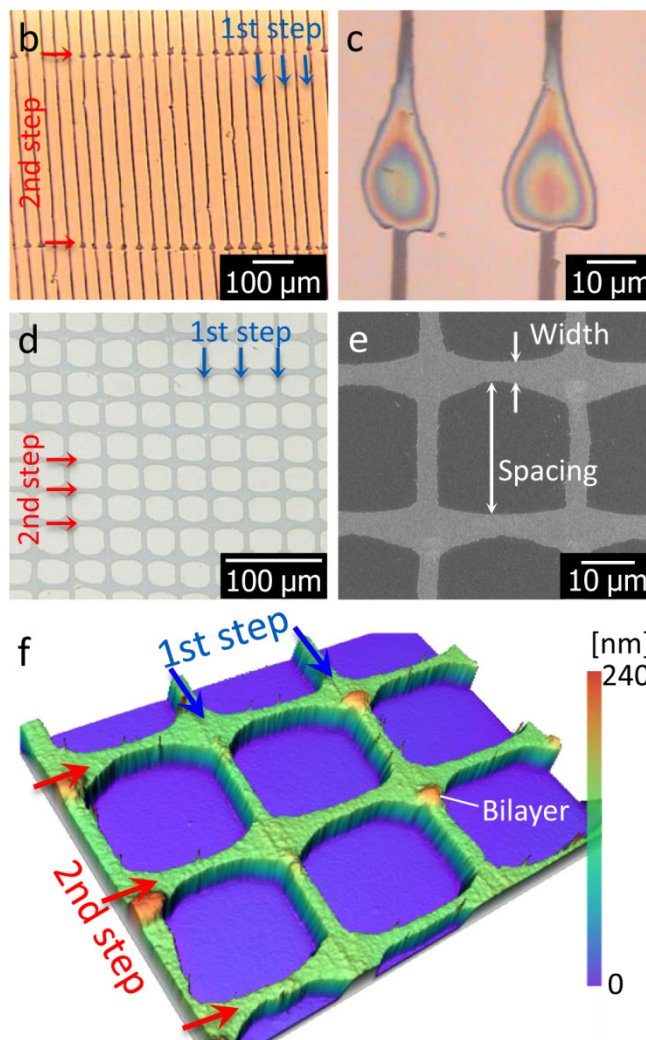 b
1st step
2nd step
100 µm
c
10 µm
d
1st step
2nd step
100 µm
e
Width
Spacing
10 µm
f
1st step
2nd step
Bilayer
[nm]
240
0